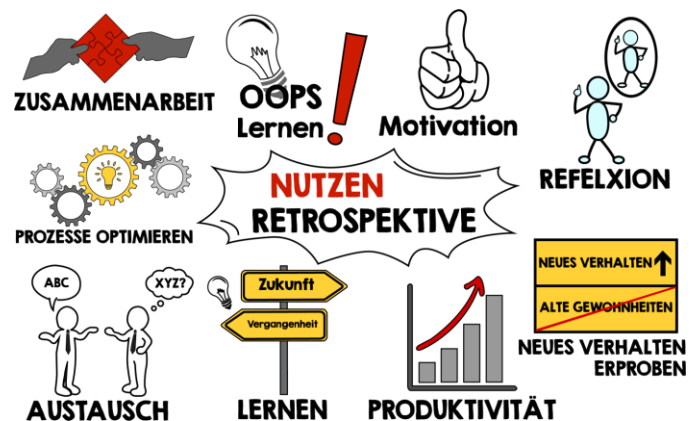 ZUSAMMENARBEIT
OOPS
Lernen
Motivation
REFELXION
PROZESSE OPTIMIEREN
NUTZEN
RETROSPEKTIVE
ABC
XYZ?
AUSTAUSCH
Zukunft
Vergangenheit
LERNEN
PRODUKTIVITÄT
NEUES VERHALTEN
ALTE GEWOHNHEITEN
NEUES VERHALTEN
ERPROBEN